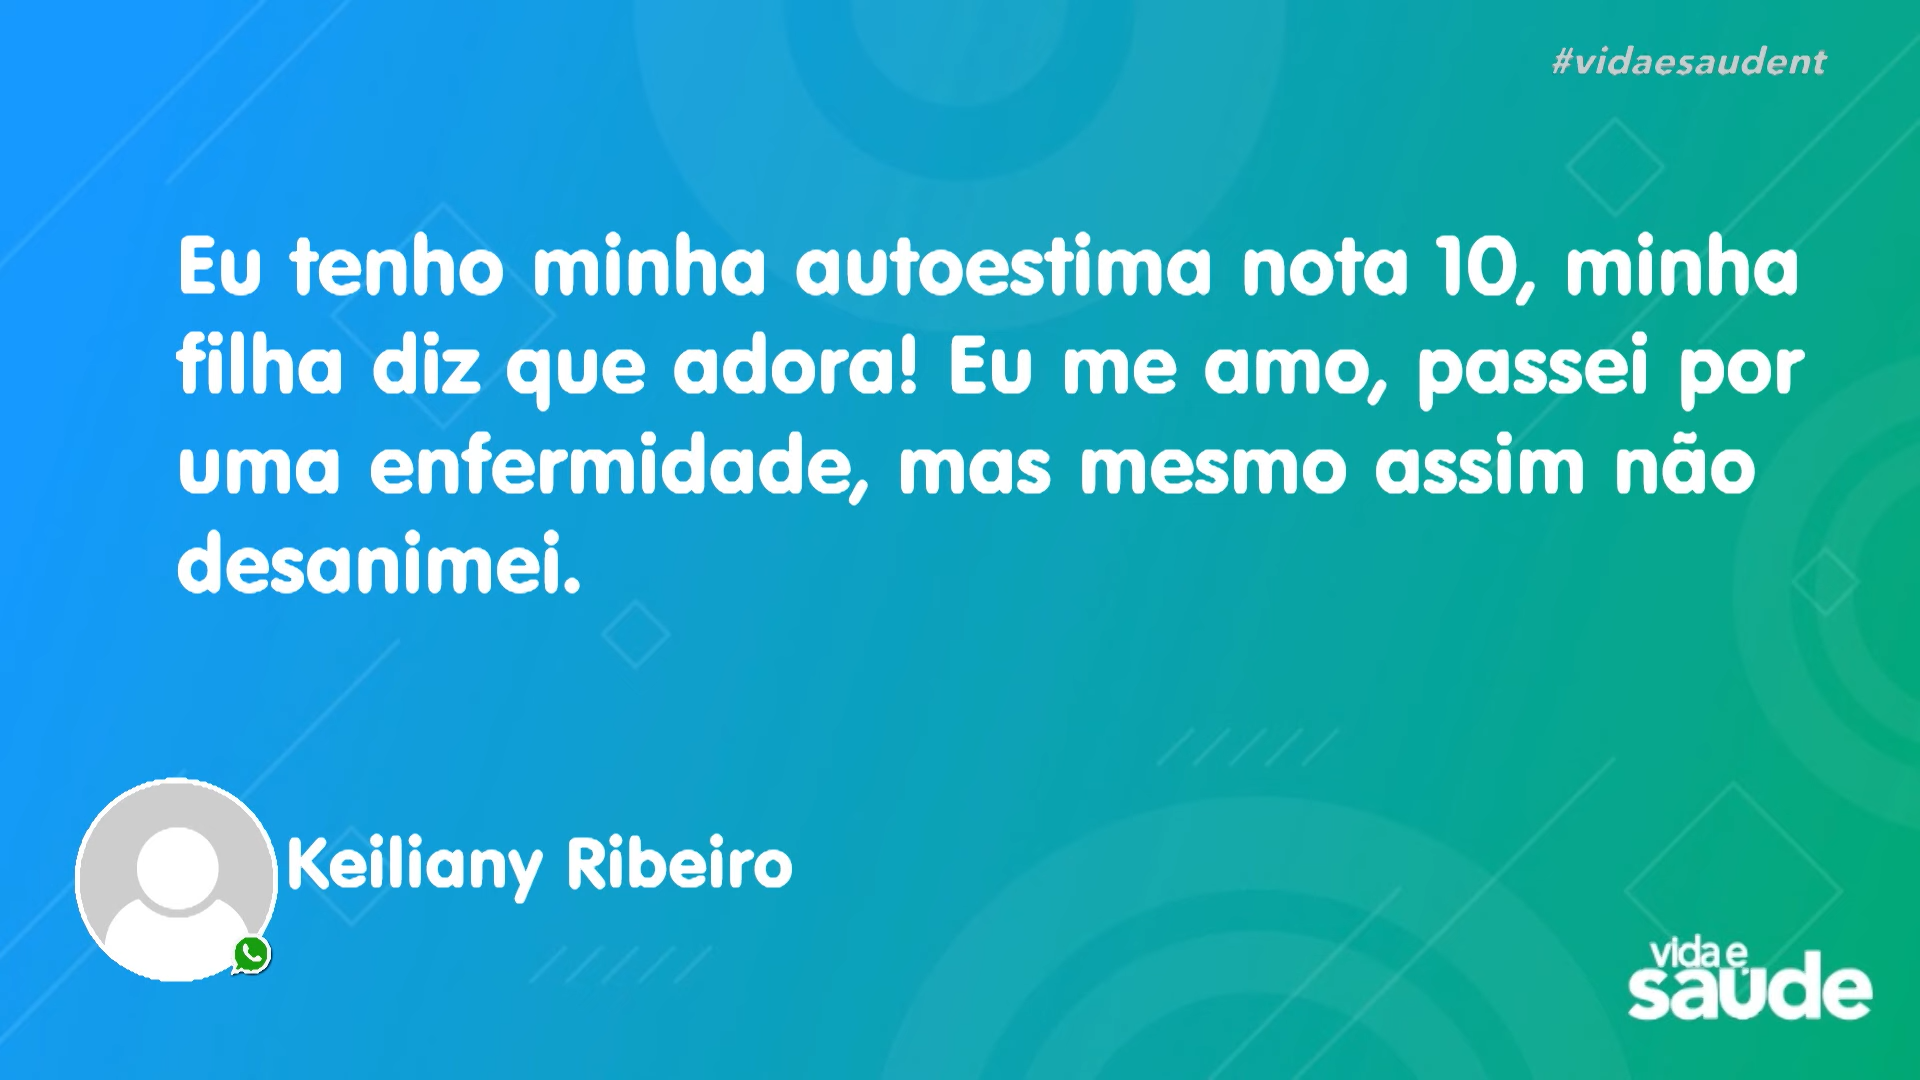 #vidaesaudent
Eu tenho minha autoestima nota 10, minha
filha diz que adora! Eu me amo, passei por
uma enfermidade, mas mesmo assim não
desanimei.
Keiliany Ribeiro
vida e
saúde